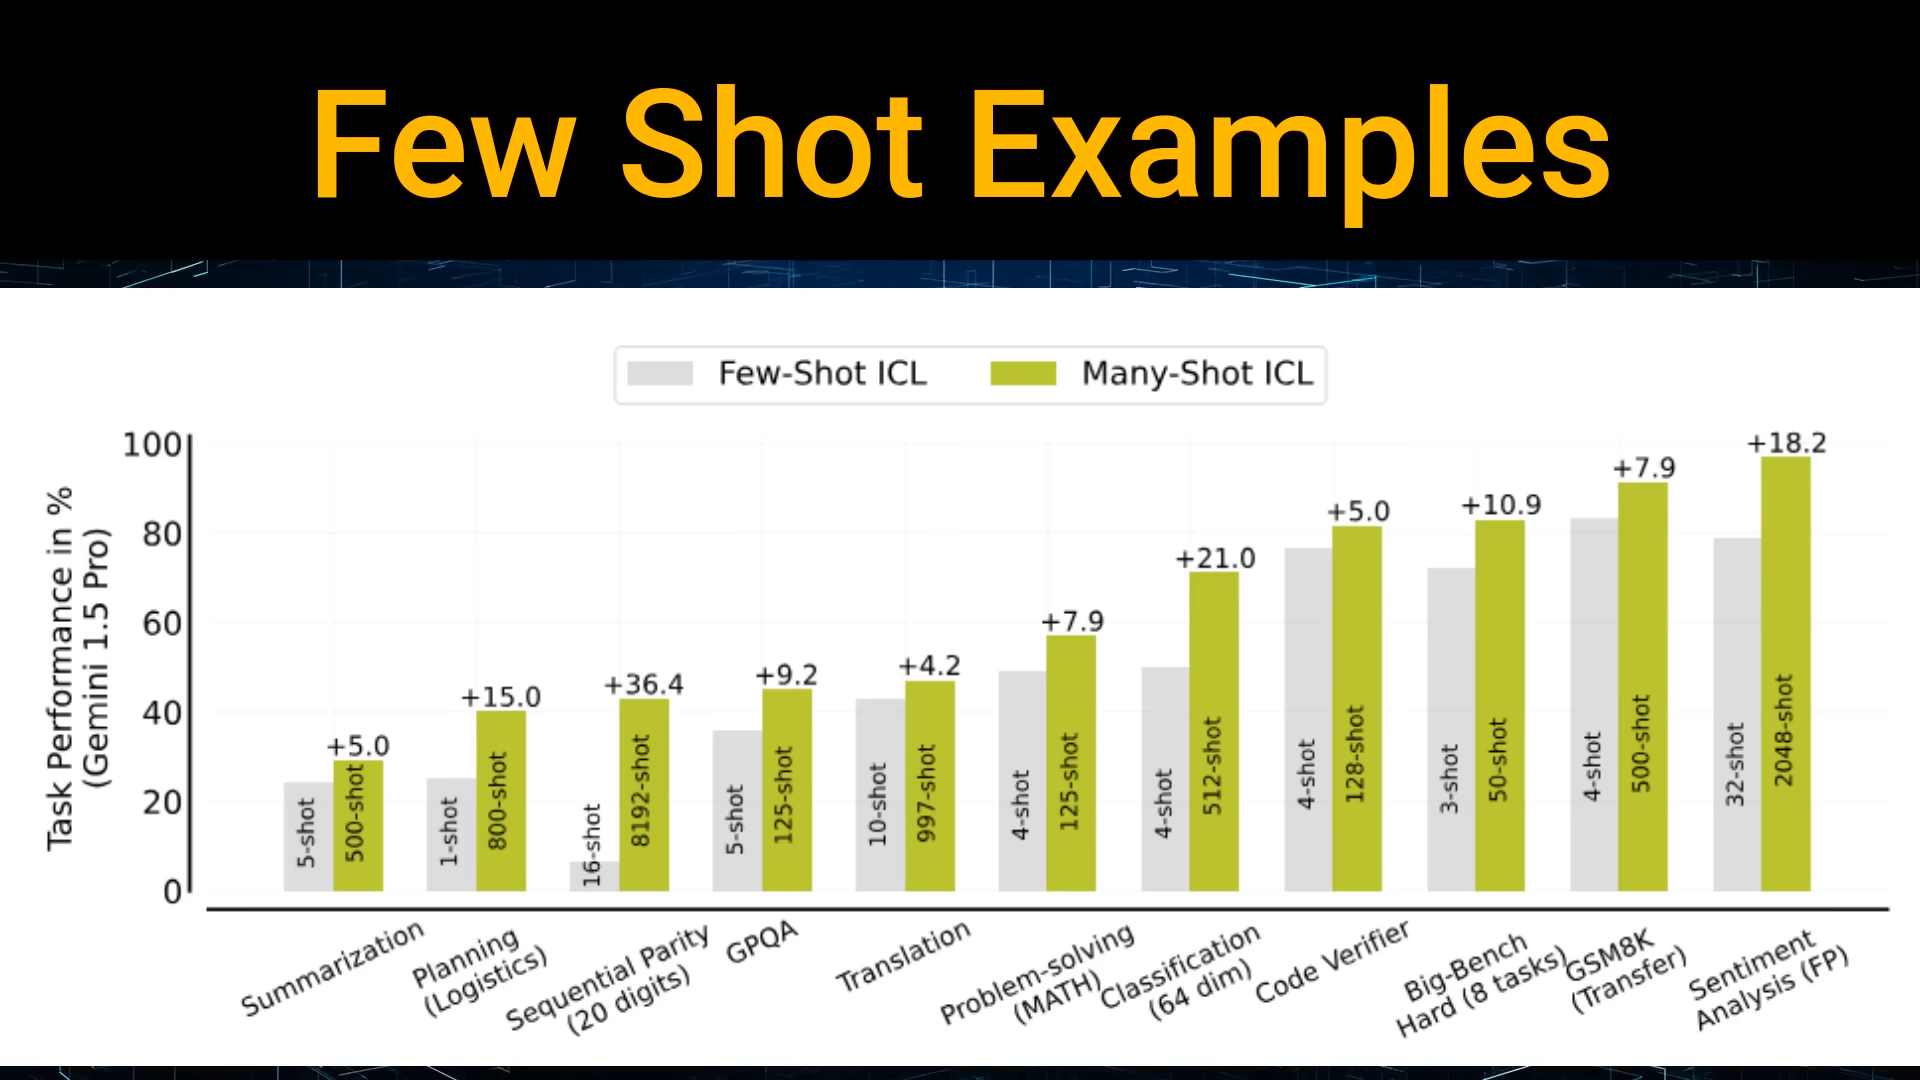 Few Shot Examples
Few-Shot ICL
Many-Shot ICL
Task Performance in %
(Gemini 1.5 Pro)
100
80
60
40
20
0
+5.0
+15.0
+36.4
+9.2
+4.2
+7.9
+21.0
+5.0
+10.9
+7.9
+18.2
5-shot
500-shot
1-shot
800-shot
16-shot
8192-shot
5-shot
125-shot
10-shot
997-shot
4-shot
125-shot
4-shot
512-shot
4-shot
128-shot
3-shot
50-shot
4-shot
500-shot
32-shot
2048-shot
Summarization
Planning
(Logistics)
Sequential Parity
(20 digits)
GPQA
Translation
Problem-solving
(MATH)
Classification
(64 dim)
Code Verifier
Big-Bench
Hard (8 tasks)
GSM8K
(Transfer)
Sentiment
Analysis (FP)